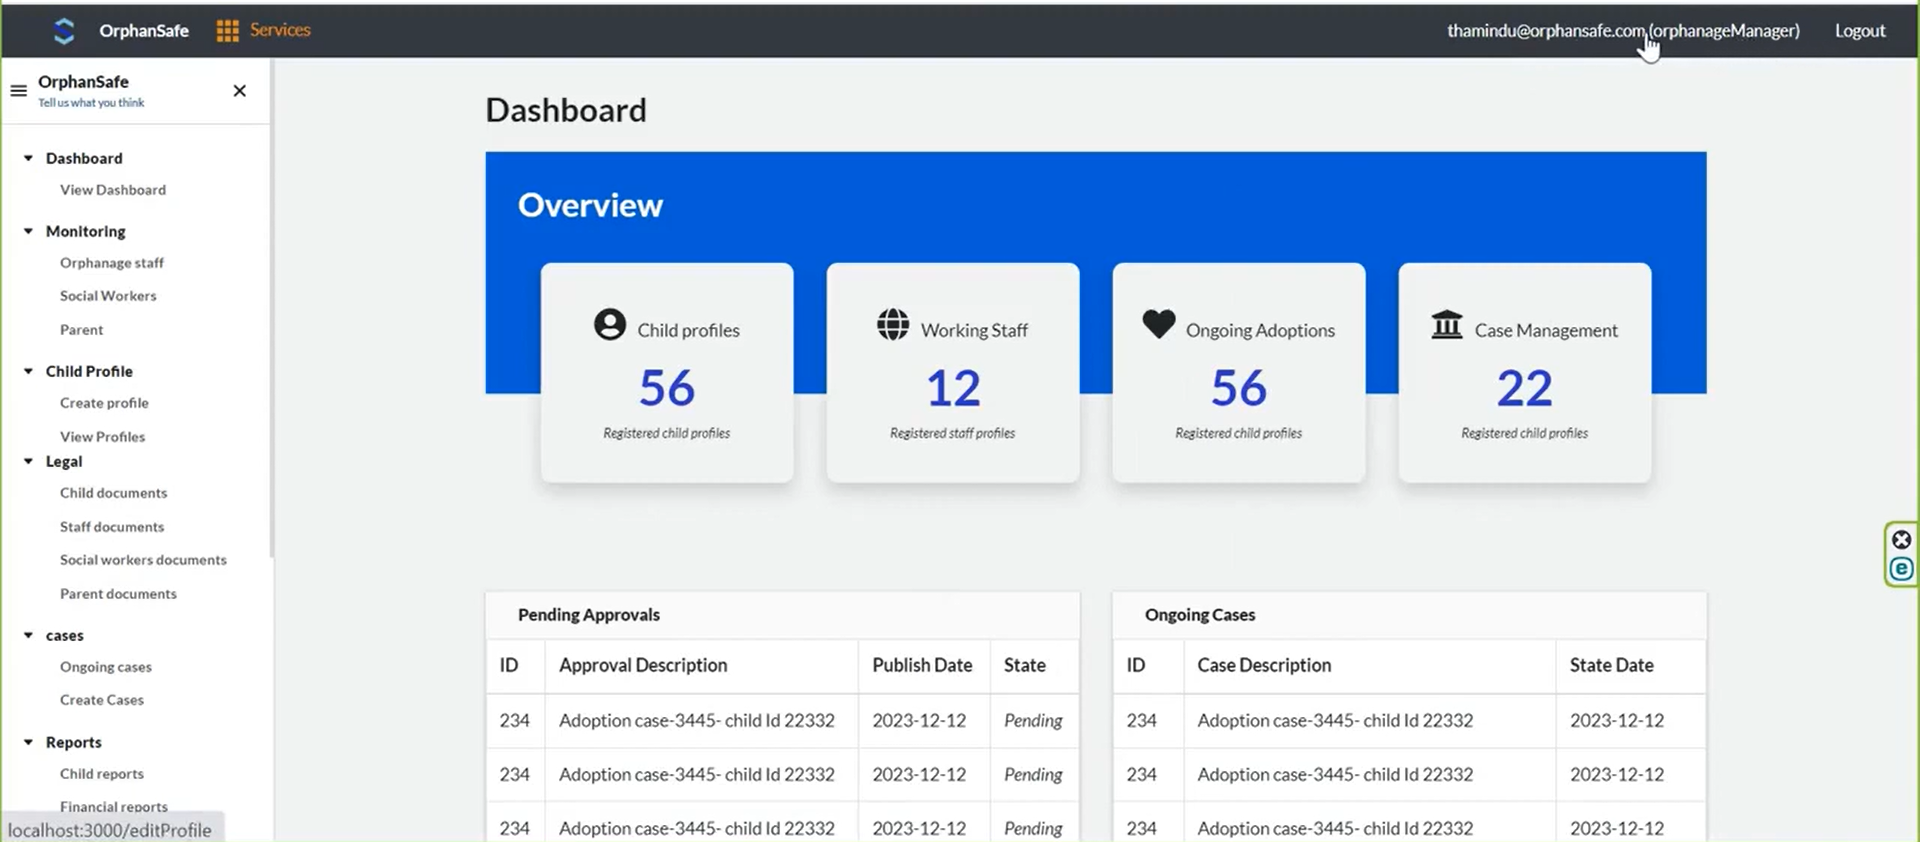 OrphanSafe Services thamindu@orphansafe.com (orphanageManager) Logout
OrphanSafe
Tell us what you think
Dashboard
View Dashboard
Monitoring
Orphanage staff
Social Workers
Parent
Child Profile
Create profile
View Profiles
Legal
Child documents
Staff documents
Social workers documents
Parent documents
cases
Ongoing cases
Create Cases
Reports
Child reports
Financial reports
localhost:3000/editProfile
Dashboard
Overview
Child profiles
56
Registered child profiles
Working Staff
12
Registered staff profiles
Ongoing Adoptions
56
Registered child profiles
Case Management
22
Registered child profiles
Pending Approvals
ID Approval Description Publish Date State
234 Adoption case-3445- child Id 22332 2023-12-12 Pending
234 Adoption case-3445- child Id 22332 2023-12-12 Pending
234 Adoption case-3445- child Id 22332 2023-12-12 Pending
Ongoing Cases
ID Case Description State Date
234 Adoption case-3445- child Id 22332 2023-12-12
234 Adoption case-3445- child Id 22332 2023-12-12
234 Adoption case-3445- child Id 22332 2023-12-12